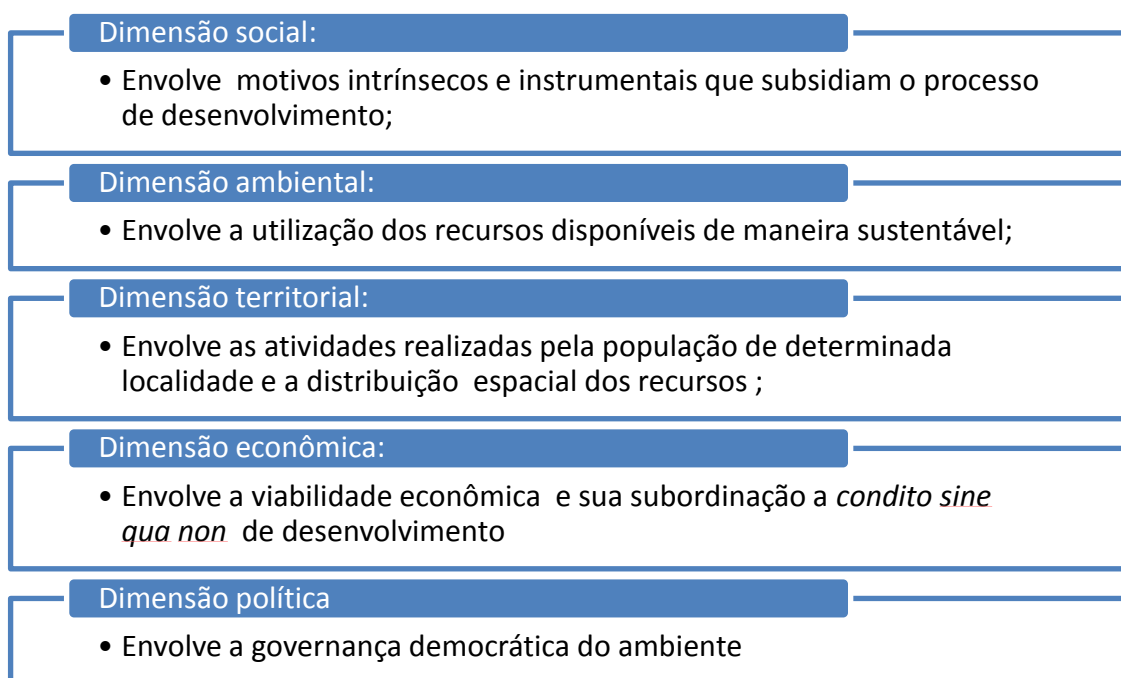 Dimensão social:
• Envolve motivos intrínsecos e instrumentais que subsidiam o processo
de desenvolvimento;
Dimensão ambiental:
• Envolve a utilização dos recursos disponíveis de maneira sustentável;
Dimensão territorial:
• Envolve as atividades realizadas pela população de determinada
localidade e a distribuição espacial dos recursos ;
Dimensão econômica:
• Envolve a viabilidade econômica e sua subordinação a condito sine
qua non de desenvolvimento
Dimensão política
• Envolve a governança democrática do ambiente